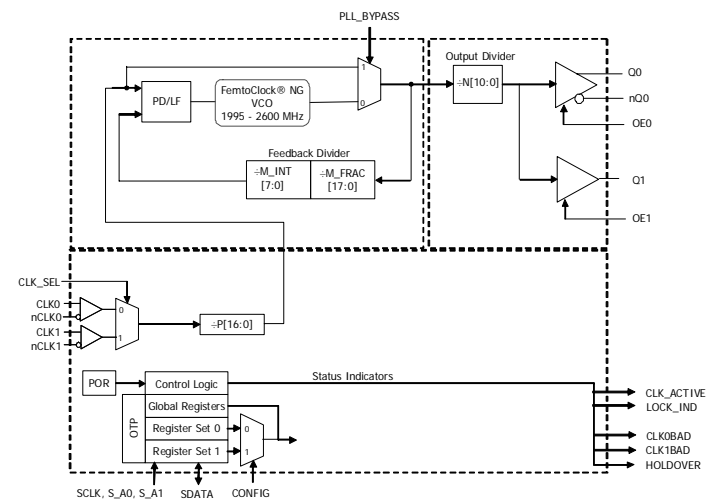 PLL_BYPASS
Output Divider
1
0
PD/LF
FemtoClock® NG
VCO
1995 - 2600 MHz
÷N[10:0]
Q0
nQ0
OE0
Feedback Divider
÷M_INT
[7:0]
÷M_FRAC
[17:0]
Q1
OE1
CLK_SEL
CLK0
nCLK0
CLK1
nCLK1
0
1
÷P[16:0]
POR
Control Logic
Status Indicators
OTP
Global Registers
Register Set 0
Register Set 1
0
1
CLK_ACTIVE
LOCK_IND
CLK0BAD
CLK1BAD
HOLDOVER
SCLK, S_A0, S_A1
SDATA
CONFIG